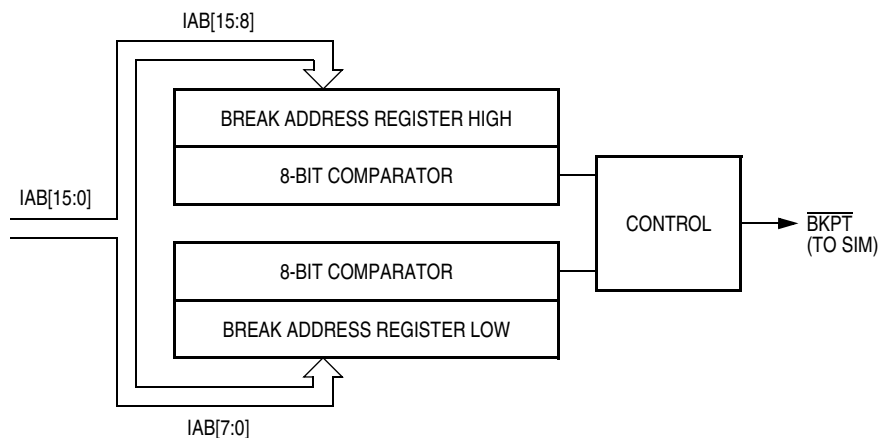 IAB[15:8]
BREAK ADDRESS REGISTER HIGH
8-BIT COMPARATOR
IAB[15:0]
CONTROL
BKPT
(TO SIM)
8-BIT COMPARATOR
BREAK ADDRESS REGISTER LOW
IAB[7:0]